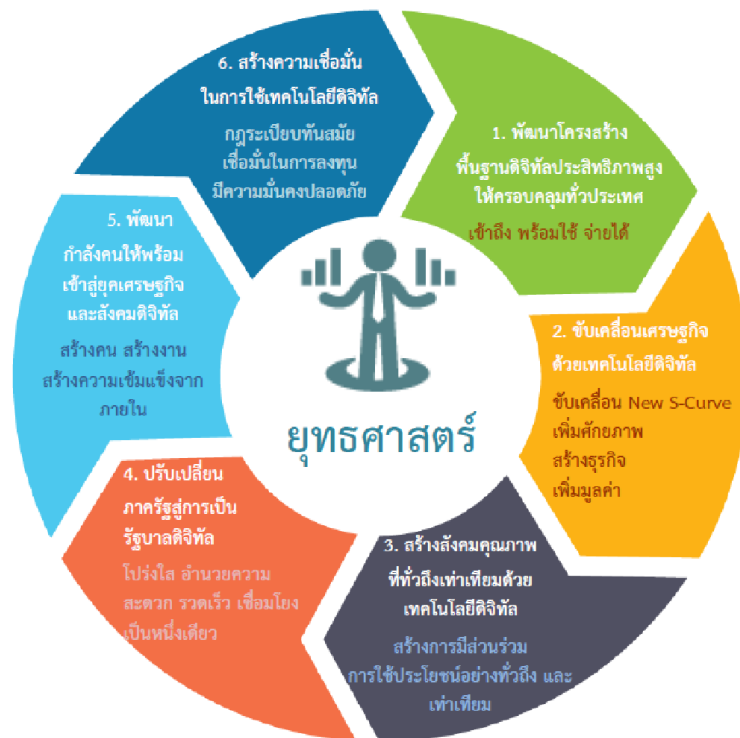 6. สร้างความเชื่อมั่น
ในการใช้เทคโนโลยีดิจิทัล
กฎระเบียบทันสมัย
เชื่อมั่นในการลงทุน
มีความมั่นคงปลอดภัย
1. พัฒนาโครงสร้าง
พื้นฐานดิจิทัลประสิทธิภาพสูง
ให้ครอบคลุมทั่วประเทศ
เข้าถึง พร้อมใช้ จ่ายได้
2. ขับเคลื่อนเศรษฐกิจ
ด้วยเทคโนโลยีดิจิทัล
ขับเคลื่อน New S-Curve
เพิ่มศักยภาพ
สร้างธุรกิจ
เพิ่มมูลค่า
3. สร้างสังคมคุณภาพ
ที่ทั่วถึงเท่าเทียมด้วย
เทคโนโลยีดิจิทัล
สร้างการมีส่วนร่วม
การใช้ประโยชน์อย่างทั่วถึง และ
เท่าเทียม
4. ปรับเปลี่ยน
ภาครัฐสู่การเป็น
รัฐบาลดิจิทัล
โปร่งใส อำนวยความ
สะดวก รวดเร็ว เชื่อมโยง
เป็นหนึ่งเดียว
5. พัฒนา
กำลังคนให้พร้อม
เข้าสู่ยุคเศรษฐกิจ
และสังคมดิจิทัล
สร้างคน สร้างงาน
สร้างความเข้มแข็งจาก
ภายใน
ยุทธศาสตร์